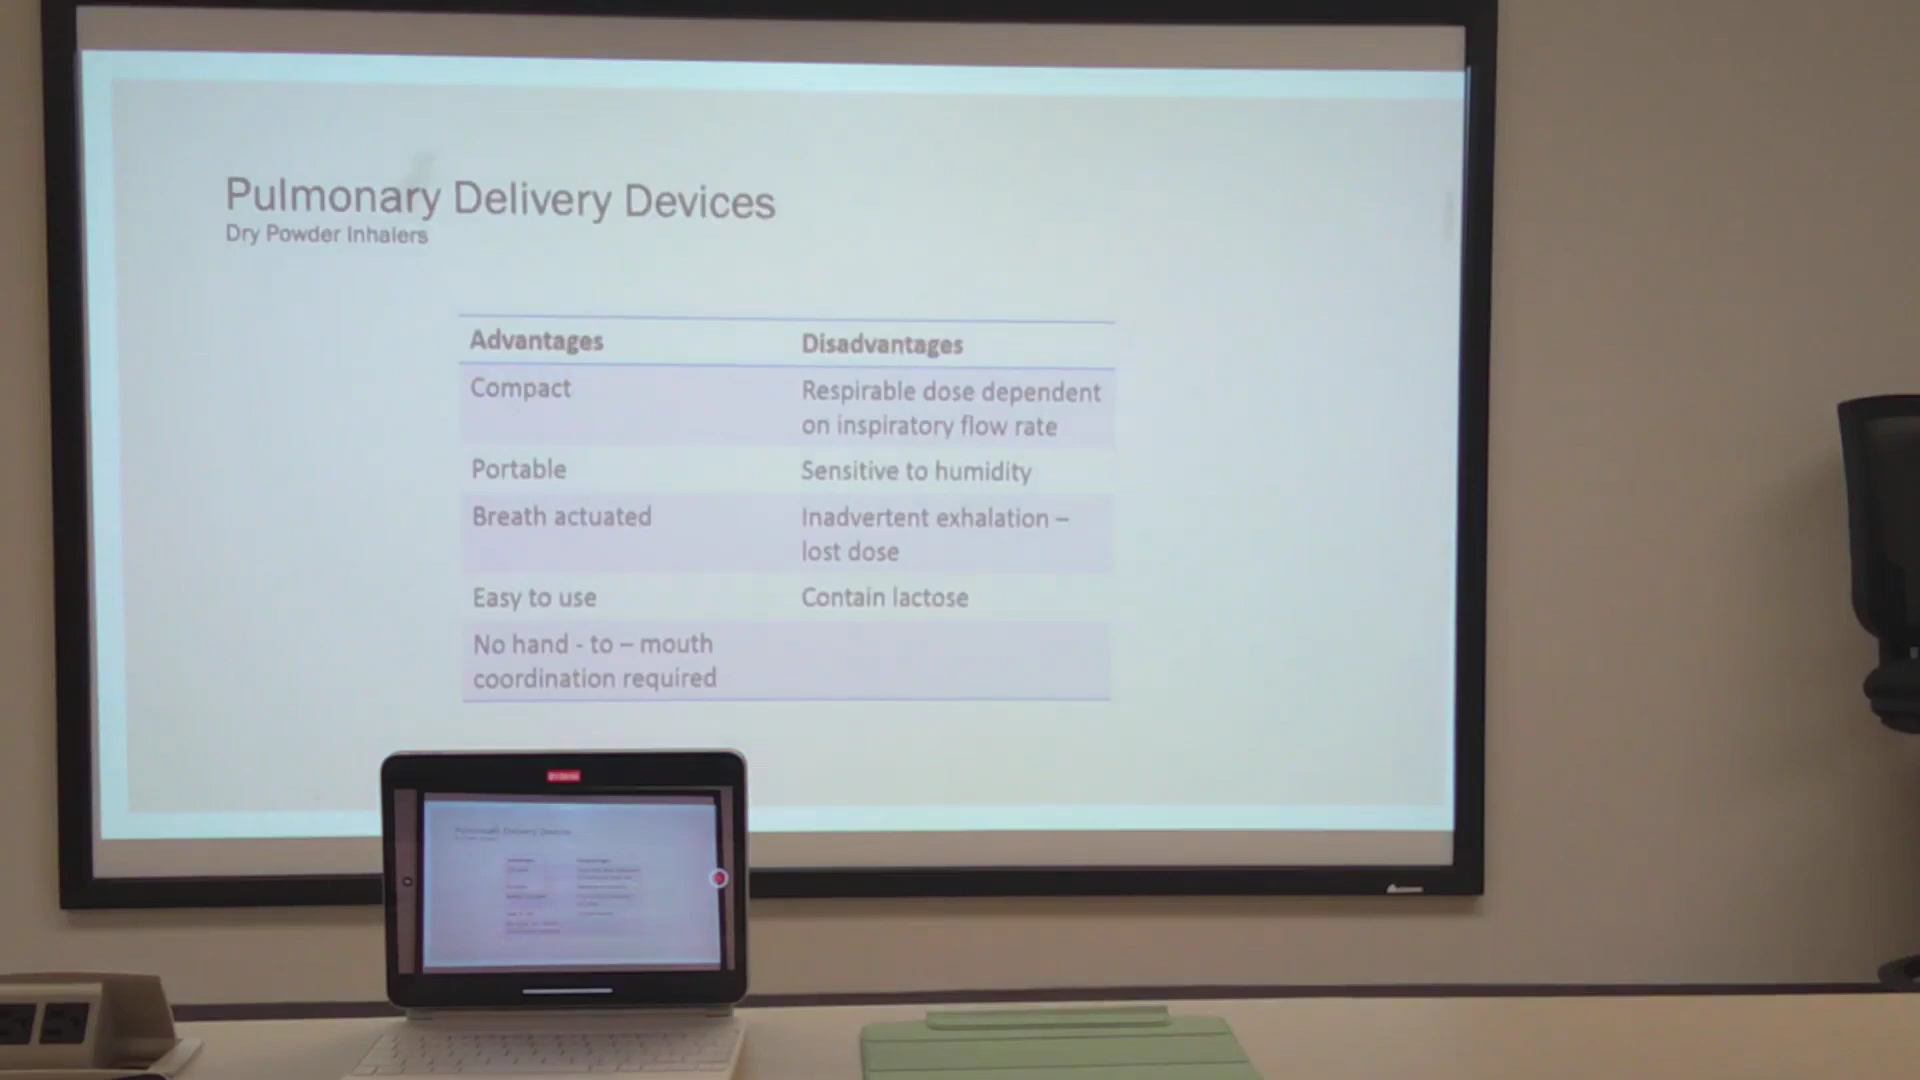 Pulmonary Delivery Devices
Dry Powder Inhalers
Advantages
Disadvantages
Compact
Respirable dose dependent
on inspiratory flow rate
Portable
Sensitive to humidity
Breath actuated
Inadvertent exhalation –
lost dose
Easy to use
Contain lactose
No hand - to – mouth
coordination required